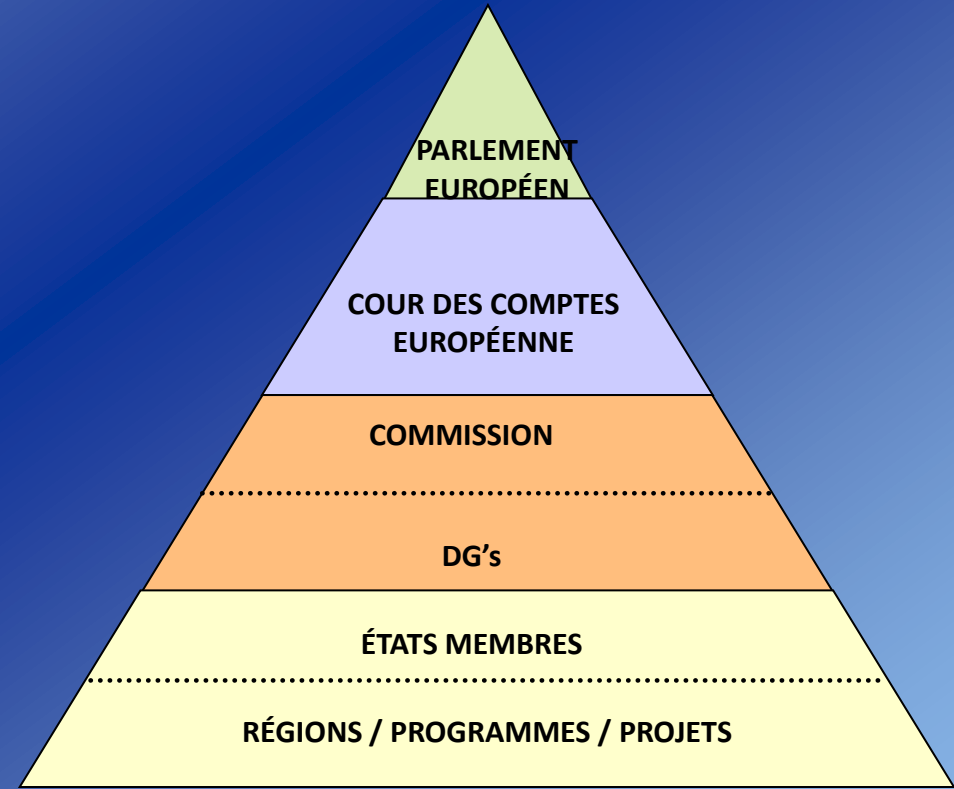 PARLEMENT
EUROPÉEN
COUR DES COMPTES
EUROPÉENNE
COMMISSION
DG's
ÉTATS MEMBRES
RÉGIONS / PROGRAMMES / PROJETS